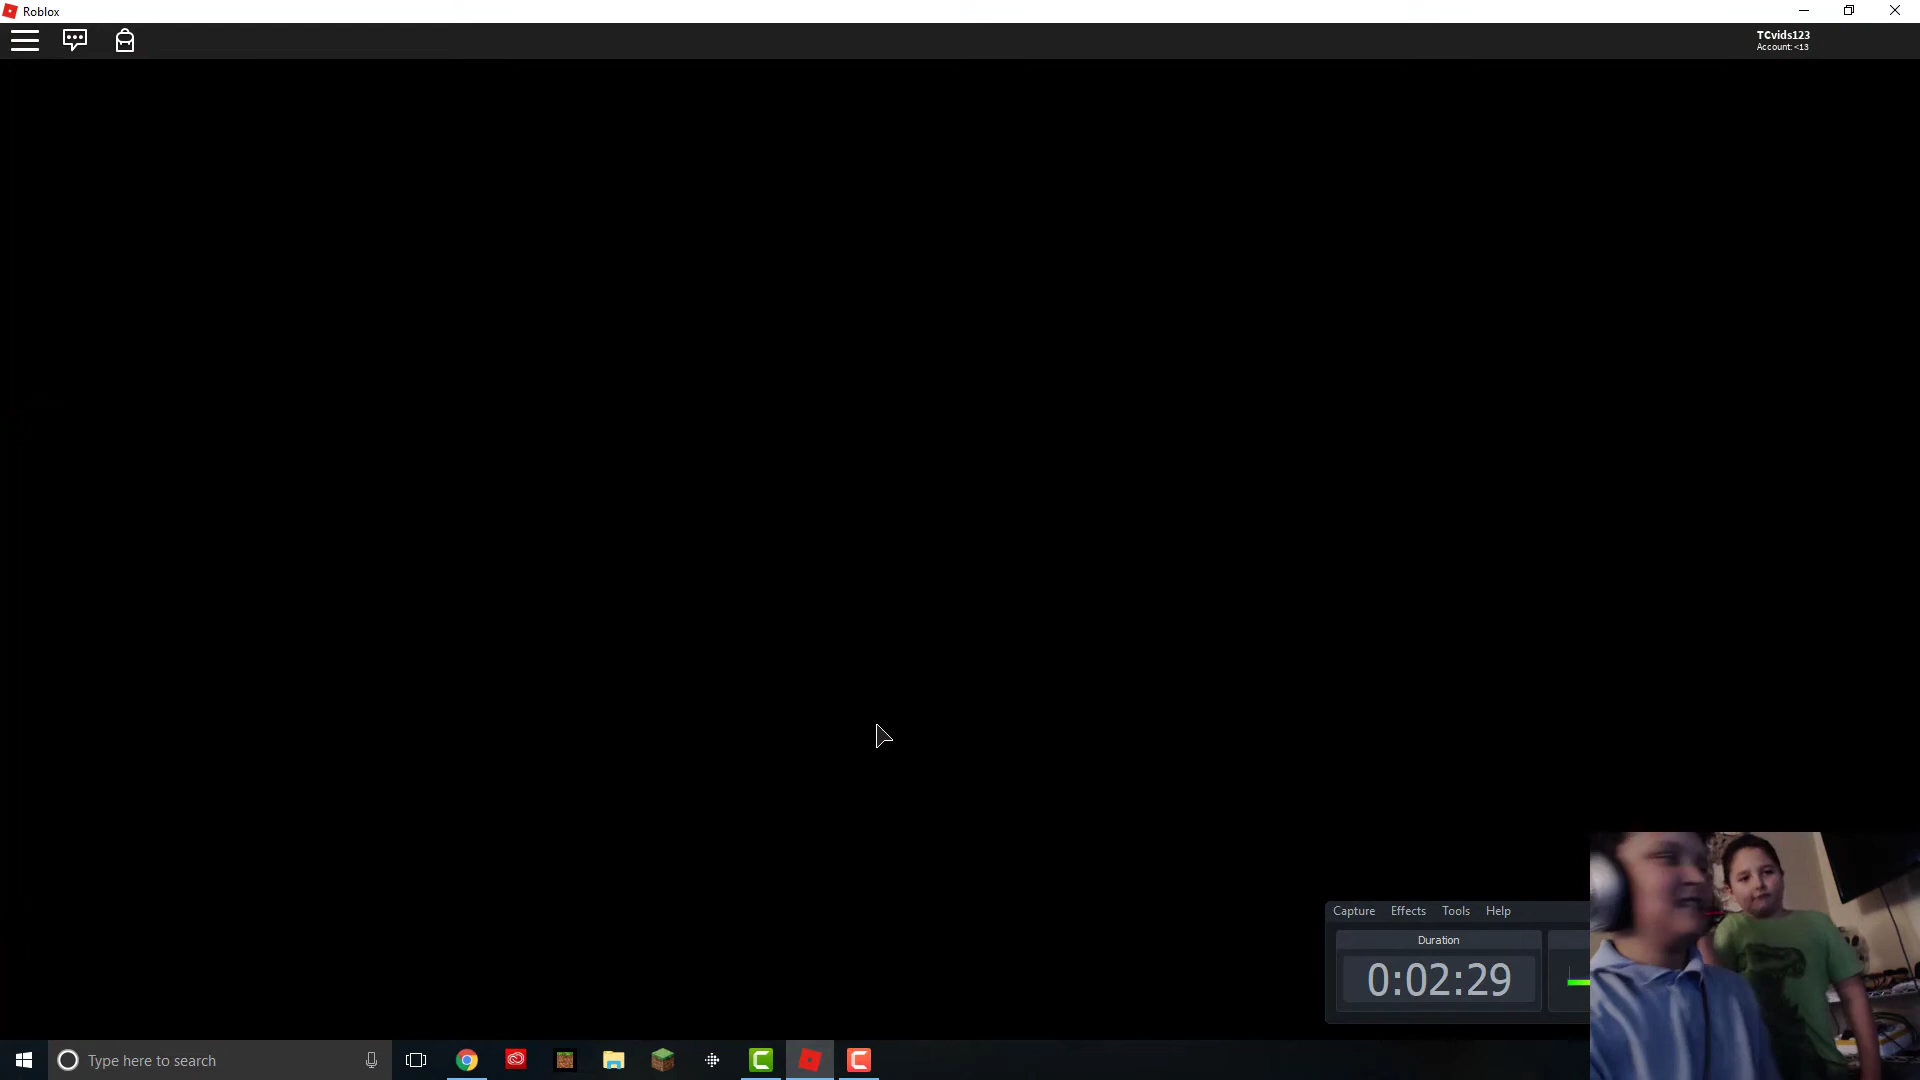 Roblox
TCvids123
Account: <13
Capture Effects Tools Help
Duration
0:02:29
Type here to search